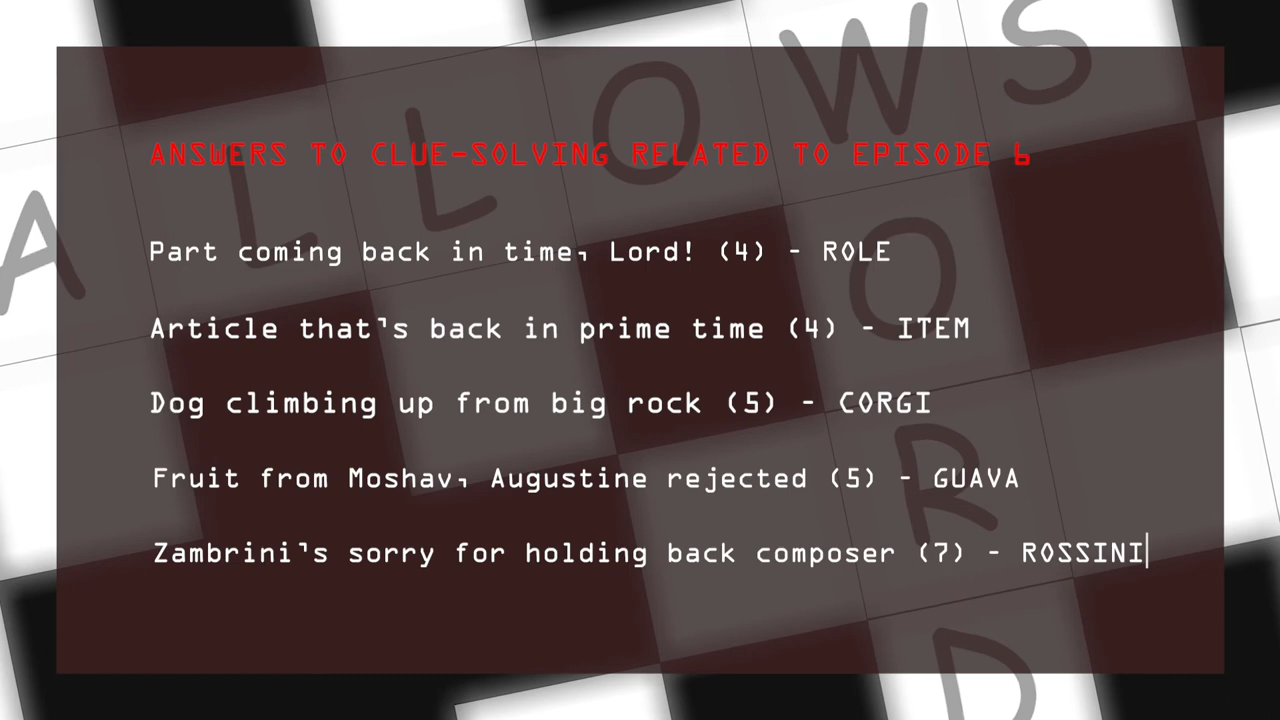 ALLOWS
ORD
ANSWERS TO CLUE-SOLVING RELATED TO EPISODE 6
Part coming back in time, Lord! (4) - ROLE
Article that's back in prime time (4) - ITEM
Dog climbing up from big rock (5) - CORGI
Fruit from Moshav, Augustine rejected (5) - GUAVA
Zambrini's sorry for holding back composer (7) - ROSSINI